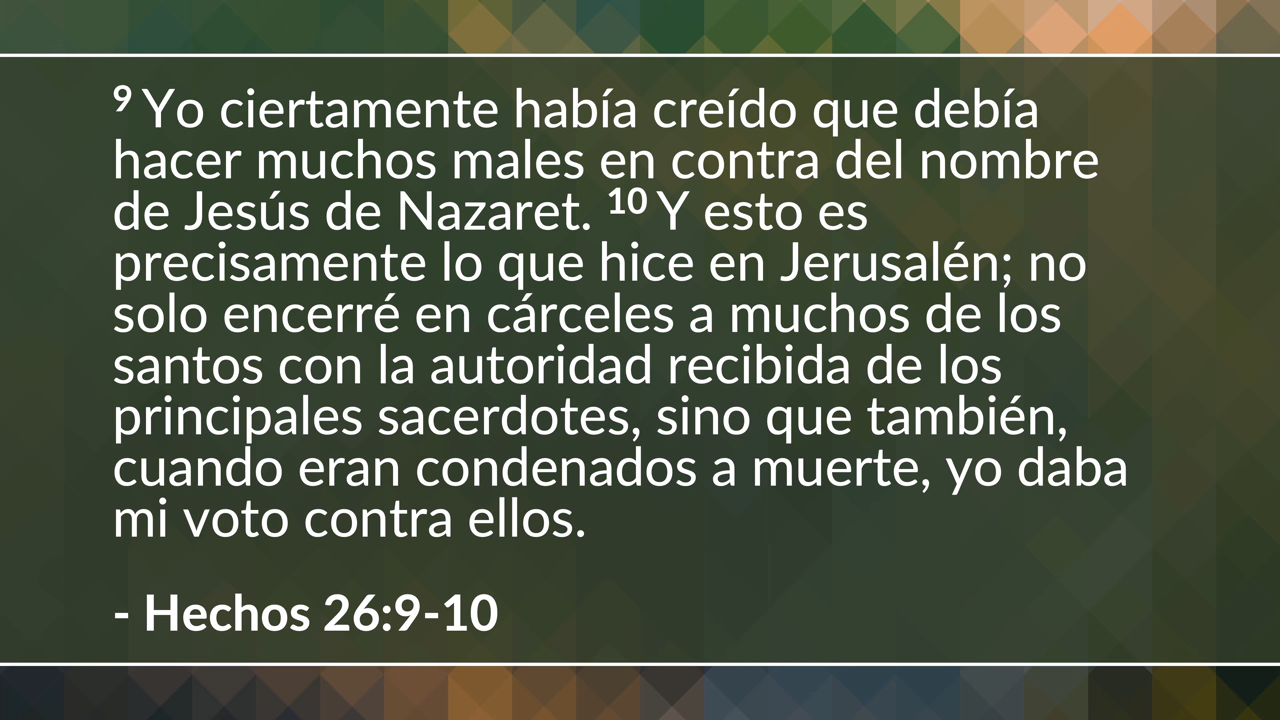 9 Yo ciertamente había creído que debía
hacer muchos males en contra del nombre
de Jesús de Nazaret. 10 Y esto es
precisamente lo que hice en Jerusalén; no
solo encerré en cárceles a muchos de los
santos con la autoridad recibida de los
principales sacerdotes, sino que también,
cuando eran condenados a muerte, yo daba
mi voto contra ellos.
- Hechos 26:9-10